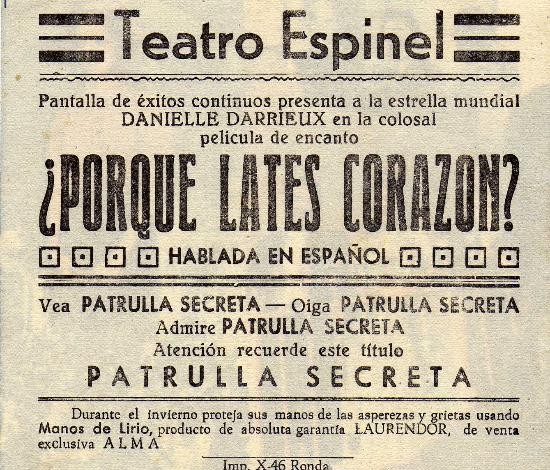 Teatro Espinel
Pantalla de éxitos contínuos presenta a la estrella mundial
DANIELLE DARRIEUX en la colosal
pelicula de encanto
¿PORQUE LATES CORAZON?
HABLADA EN ESPAÑOL
Vea PATRULLA SECRETA — Oiga PATRULLA SECRETA
Admire PATRULLA SECRETA
Atención recuerde este título
PATRULLA SECRETA
Durante el invierno proteja sus manos de las asperezas y grietas usando
Manos de Lirio, producto de absoluta garantía LAURENDOR, de venta
exclusiva ALMA
Imp. X-46 Ronda